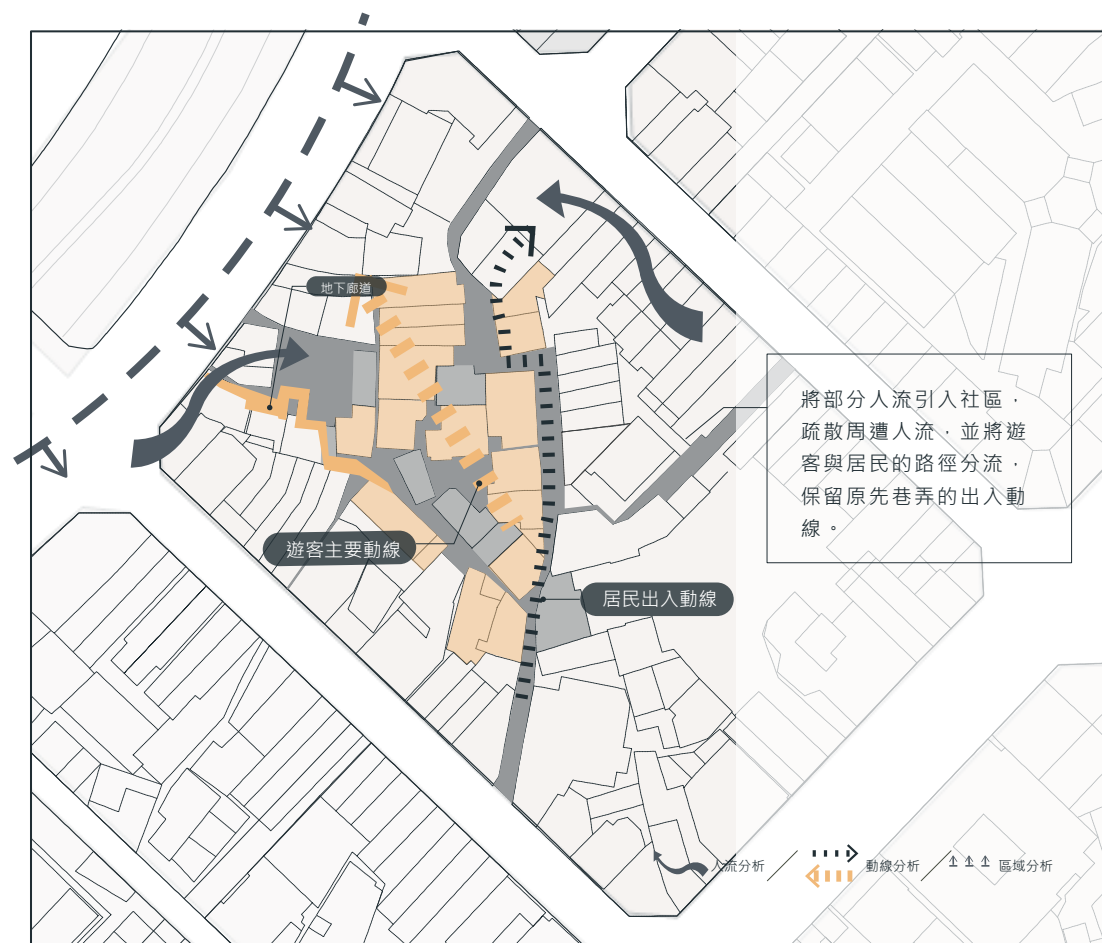 地下廊道
將部分人流引入社區，
疏散周遭人流，並將遊
客與居民的路徑分流，
保留原先巷弄的出入動
線。
遊客主要動線
居民出入動線
人流分析
動線分析
區域分析